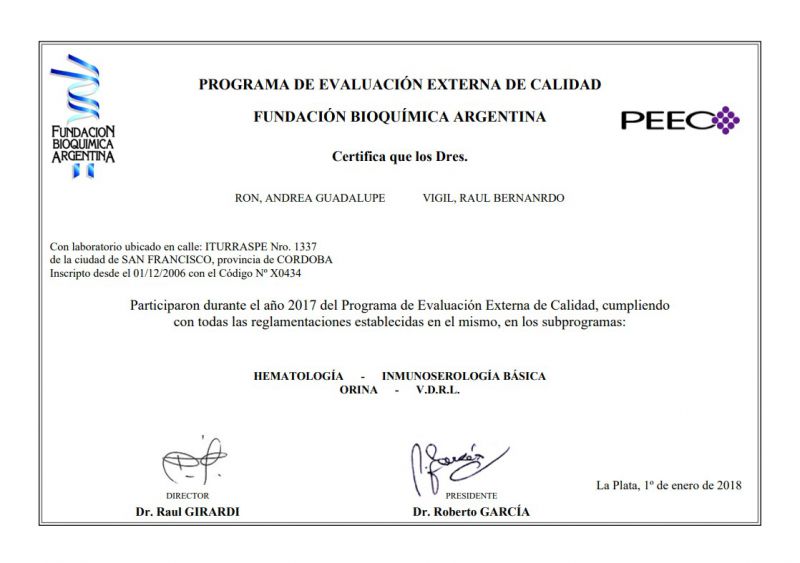 FUNDACION
BIOQUIMICA
ARGENTINA
PROGRAMA DE EVALUACIÓN EXTERNA DE CALIDAD
FUNDACIÓN BIOQUÍMICA ARGENTINA
PEEC
Certifica que los Dres.
RON, ANDREA GUADALUPE VIGIL, RAUL BERNANRDO
Con laboratorio ubicado en calle: ITURRASPE Nro. 1337
de la ciudad de SAN FRANCISCO, provincia de CORDOBA
Inscripto desde el 01/12/2006 con el Código Nº X0434
Participaron durante el año 2017 del Programa de Evaluación Externa de Calidad, cumpliendo
con todas las reglamentaciones establecidas en el mismo, en los subprogramas:
HEMATOLOGÍA - INMUNOSEROLOGÍA BÁSICA
ORINA - V.D.R.L.
DIRECTOR
Dr. Raul GIRARDI
PRESIDENTE
Dr. Roberto GARCÍA
La Plata, 1º de enero de 2018